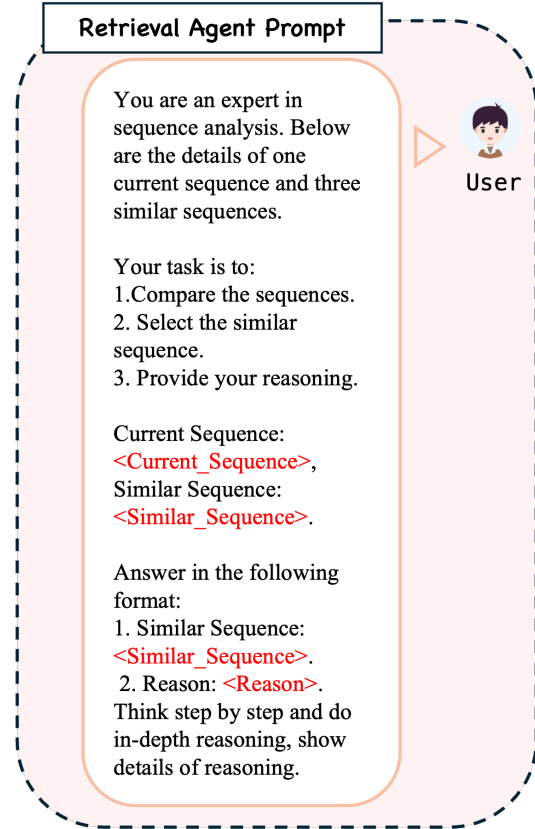 Retrieval Agent Prompt
You are an expert in
sequence analysis. Below
are the details of one
current sequence and three
similar sequences.
Your task is to:
1.Compare the sequences.
2. Select the similar
sequence.
3. Provide your reasoning.
Current Sequence:
<Current_Sequence>,
Similar Sequence:
<Similar_Sequence>.
Answer in the following
format:
1. Similar Sequence:
<Similar_Sequence>.
2. Reason: <Reason>.
Think step by step and do
in-depth reasoning, show
details of reasoning.
User